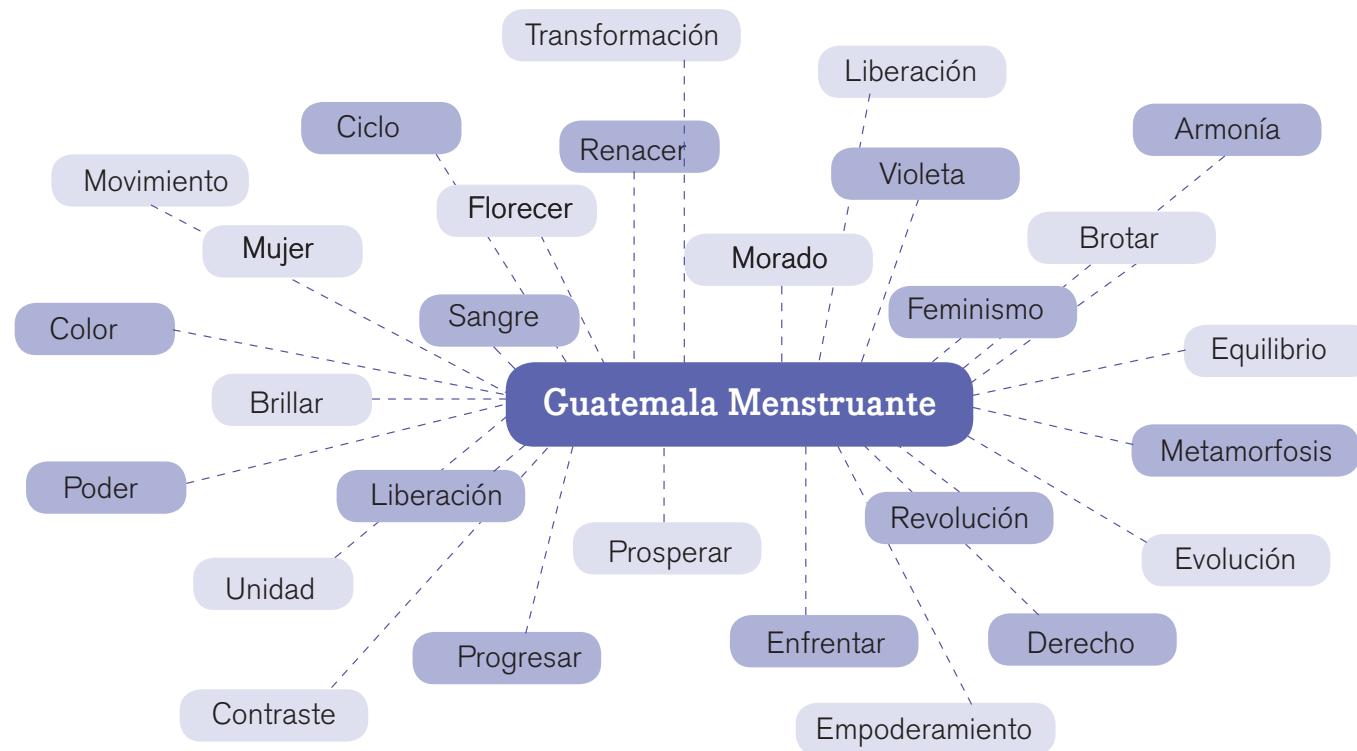 Transformación
Liberación
Ciclo
Armonía
Renacer
Violeta
Movimiento
Florecer
Brotar
Mujer
Morado
Sangre
Feminismo
Color
Equilibrio
Guatemala Menstruante
Brillar
Metamorfosis
Poder
Liberación
Revolución
Prosperar
Evolución
Unidad
Enfrentar
Derecho
Progresar
Contraste
Empoderamiento